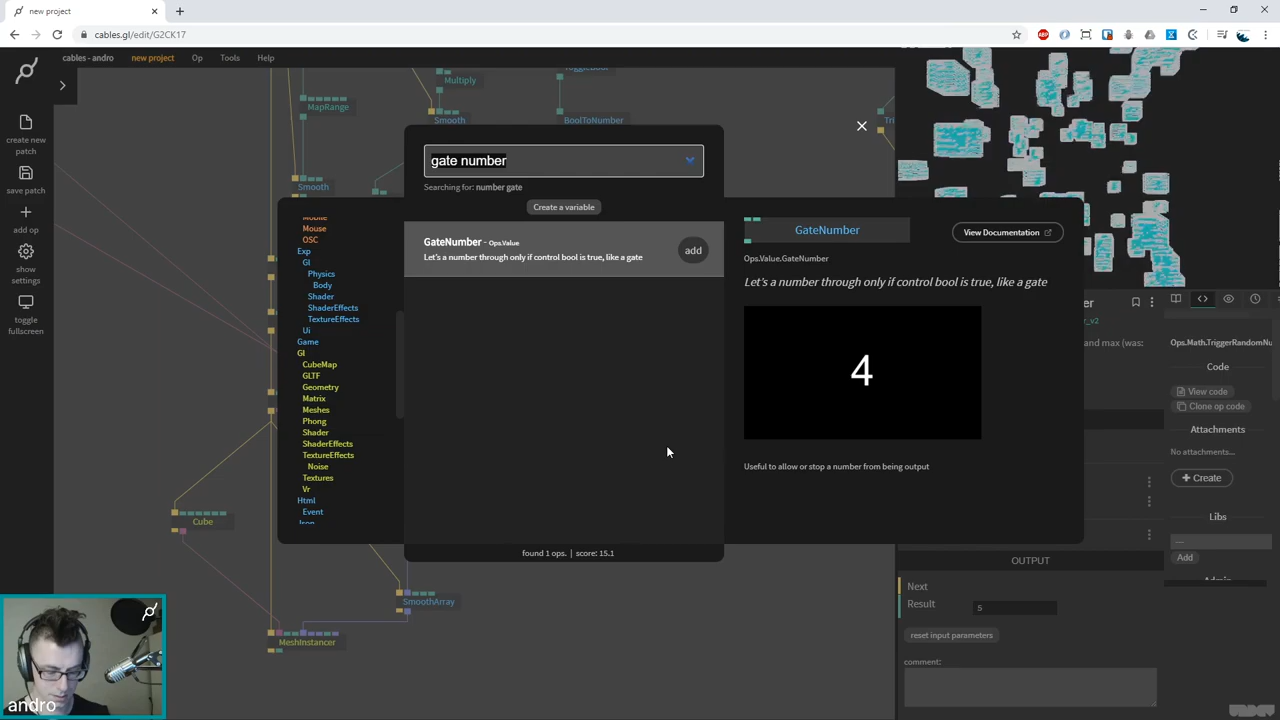 new project
cables.gl/edit/G2CK17
cables - andro
new project
Op
Tools
Help
create new
patch
save patch
add op
show
settings
toggle
fullscreen
Multiply
MapRange
Smooth
BoolToNumber
Smooth
gate number
Searching for: number gate
Create a variable
GateNumber - Ops.Value
Let's a number through only if control bool is true, like a gate
add
found 1 ops. | score: 15.1
Mouse
OSC
Exp
Gl
Physics
Body
Shader
ShaderEffects
TextureEffects
Ui
Game
Gl
CubeMap
GLTF
Geometry
Matrix
Meshes
Phong
Shader
ShaderEffects
TextureEffects
Noise
Textures
Vr
Html
Event
GateNumber
View Documentation
Ops.Value.GateNumber
Let's a number through only if control bool is true, like a gate
4
Useful to allow or stop a number from being output
Cube
SmoothArray
MeshInstancer
Ops.Math.TriggerRandomNu
and max (was:
Code
View code
Clone op code
Attachments
No attachments...
+ Create
Libs
Add
OUTPUT
Next
Result
5
reset input parameters
comment:
andro